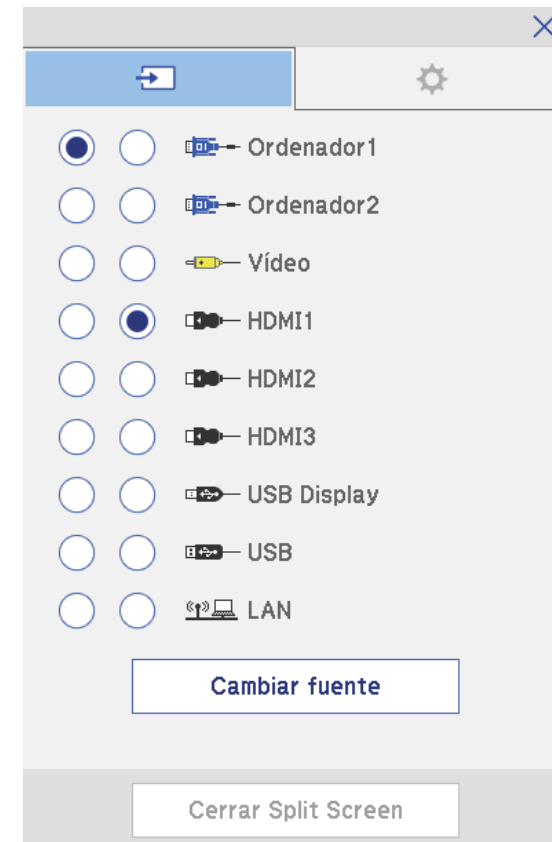 Ordenador1
Ordenador2
Vídeo
HDMI1
HDMI2
HDMI3
USB Display
USB
LAN
Cambiar fuente
Cerrar Split Screen